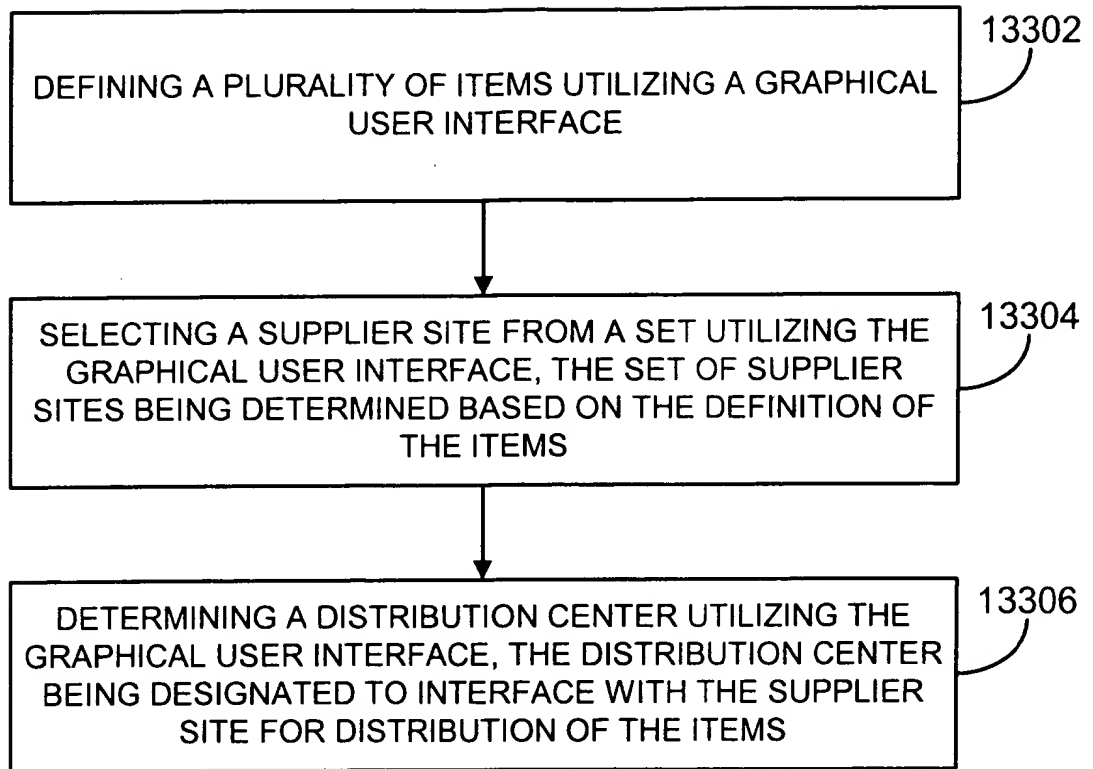 13302
DEFINING A PLURALITY OF ITEMS UTILIZING A GRAPHICAL
USER INTERFACE
13304
SELECTING A SUPPLIER SITE FROM A SET UTILIZING THE
GRAPHICAL USER INTERFACE, THE SET OF SUPPLIER
SITES BEING DETERMINED BASED ON THE DEFINITION OF
THE ITEMS
13306
DETERMINING A DISTRIBUTION CENTER UTILIZING THE
GRAPHICAL USER INTERFACE, THE DISTRIBUTION CENTER
BEING DESIGNATED TO INTERFACE WITH THE SUPPLIER
SITE FOR DISTRIBUTION OF THE ITEMS